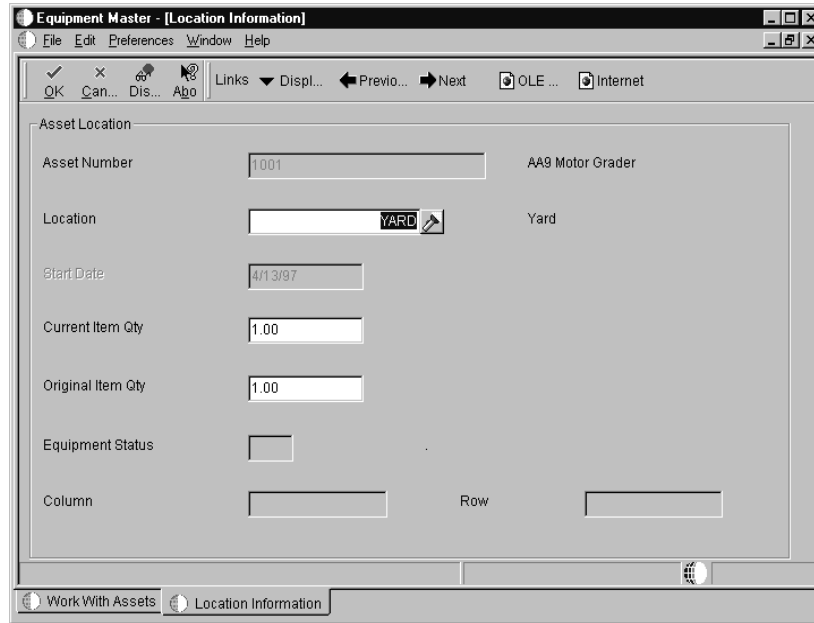 Equipment Master - [Location Information]
File Edit Preferences Window Help
OK Can... Dis... Abo Links Displ... Previo... Next OLE ... Internet
Asset Location
Asset Number 1001 AA9 Motor Grader
Location YARD Yard
Start Date 4/13/97
Current Item Qty 1.00
Original Item Qty 1.00
Equipment Status .
Column Row
Work With Assets Location Information